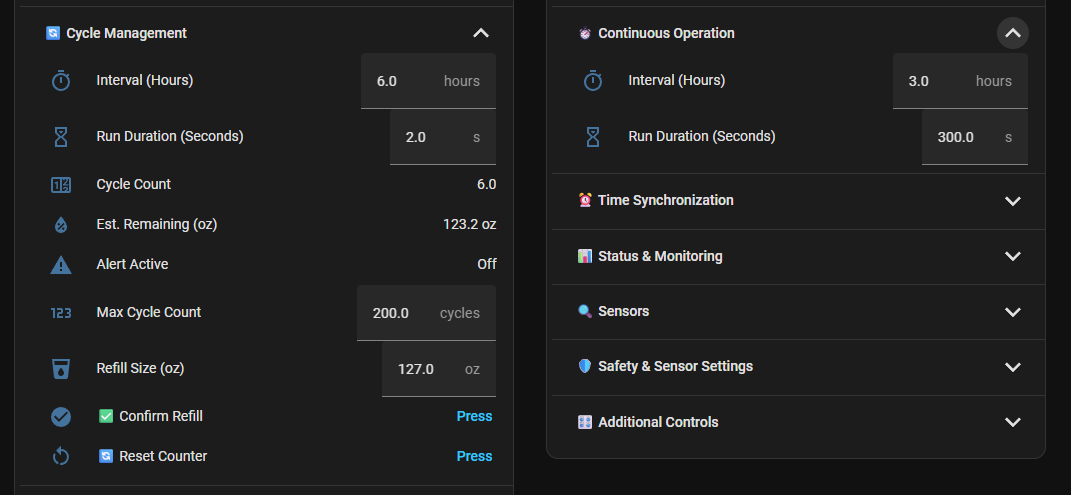 Cycle Management
Interval (Hours) 6.0 hours
Run Duration (Seconds) 2.0 s
Cycle Count 6.0
Est. Remaining (oz) 123.2 oz
Alert Active Off
123 Max Cycle Count 200.0 cycles
Refill Size (oz) 127.0 oz
Confirm Refill Press
Reset Counter Press
Continuous Operation
Interval (Hours) 3.0 hours
Run Duration (Seconds) 300.0 s
Time Synchronization
Status & Monitoring
Sensors
Safety & Sensor Settings
Additional Controls